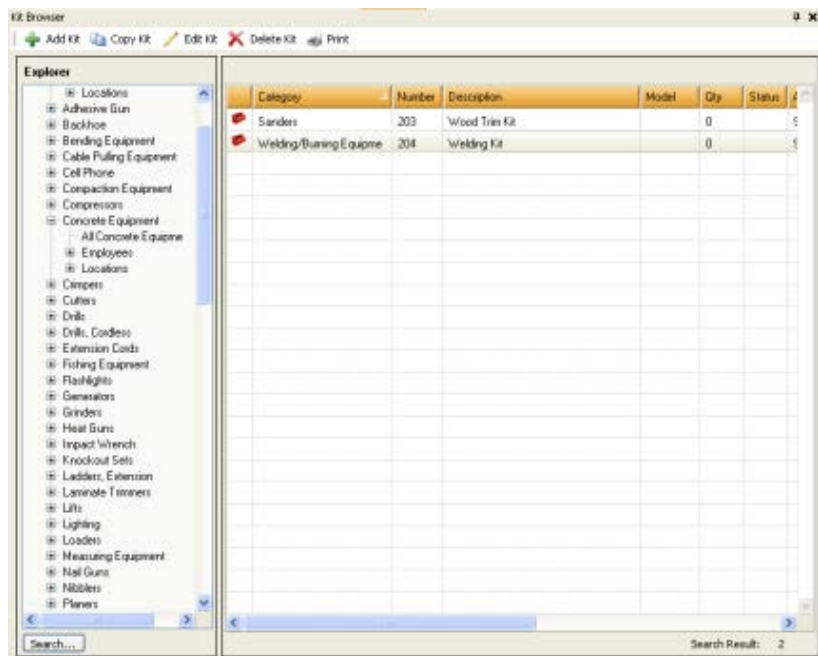 Kit Browser
Add Kit Copy Kit Edit Kit Delete Kit Print
Explorer
Locations
Adhesive Gun
Backhoe
Bending Equipment
Cable Pulling Equipment
Cell Phone
Compaction Equipment
Compressors
Concrete Equipment
All Concrete Equipme
Employees
Locations
Crimpers
Cutters
Drills
Drills, Cordless
Extension Cords
Fishing Equipment
Flashlights
Generators
Grinders
Heat Guns
Impact Wrench
Knockout Sets
Ladders, Extension
Laminate Trimmers
Lifts
Lighting
Loaders
Measuring Equipment
Nail Guns
Nibblers
Planers
Search...
Category Number Description Model Qty Status
Sanders 203 Wood Trim Kit 0
Welding/Burning Equipme 204 Welding Kit 0
Search Result: 2